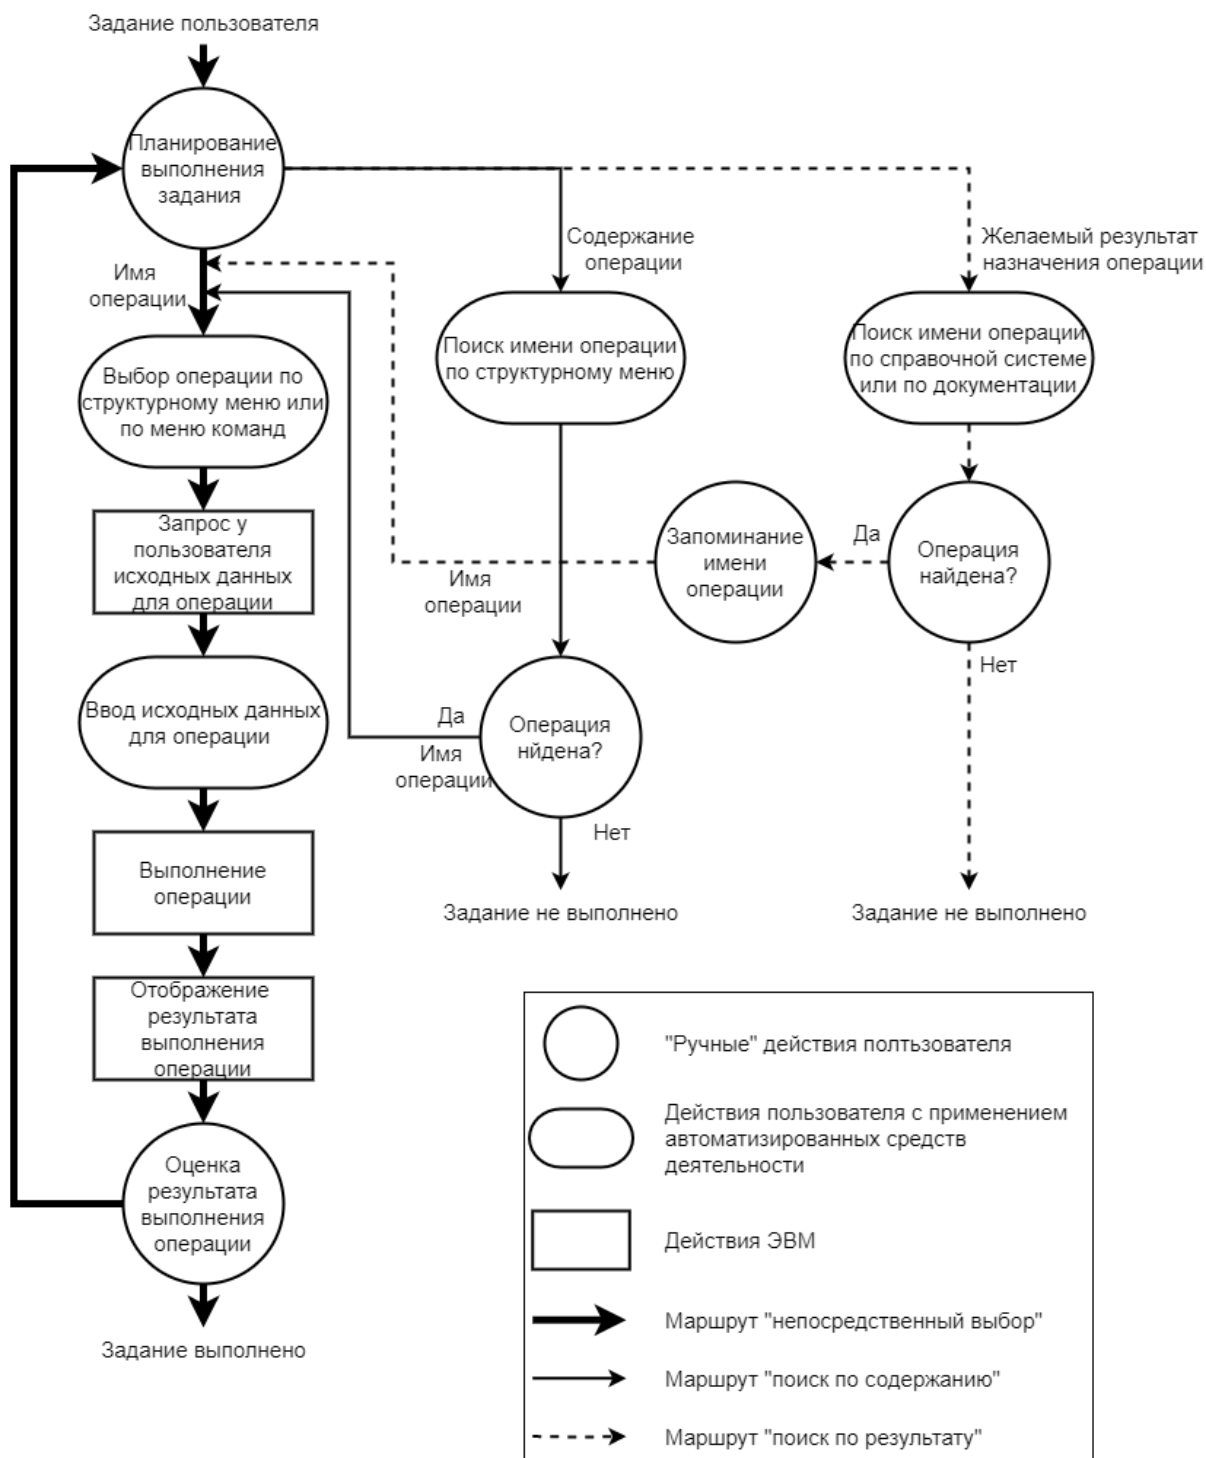 Задание пользователя
Планирование
выполнения
задания
Имя
операции
Содержание
операции
Желаемый результат
назначения операции
Выбор операции по
структурному меню или
по меню команд
Поиск имени операции
по структурному меню
Поиск имени операции
по справочной системе
или по документации
Запрос у
пользователя
исходных данных
для операции
Запоминание
имени
операции
Да
Операция
найдена?
Имя
операции
Нет
Ввод исходных данных
для операции
Да
Имя
операции
Операция
нйдена?
Нет
Выполнение
операции
Задание не выполнено
Задание не выполнено
Отображение
результата
выполнения
операции
Оценка
результата
выполнения
операции
Задание выполнено
"Ручные" действия полтьзователя
Действия пользователя с применением
автоматизированных средств
деятельности
Действия ЭВМ
Маршрут "непосредственный выбор"
Маршрут "поиск по содержанию"
Маршрут "поиск по результату"